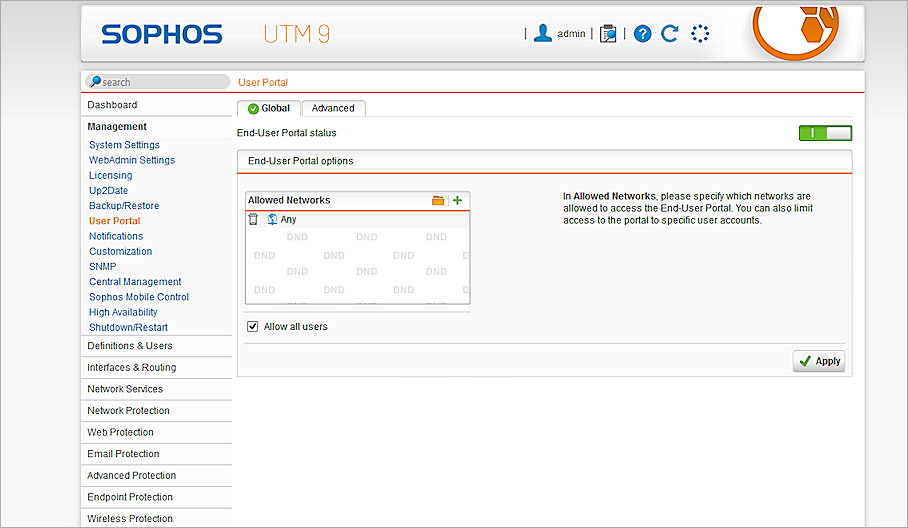 SOPHOS UTM 9
| admin | | ?
search
User Portal
Dashboard
Global
Advanced
Management
End-User Portal status
System Settings
WebAdmin Settings
Licensing
Up2Date
Backup/Restore
User Portal
Notifications
Customization
SNMP
Central Management
Sophos Mobile Control
High Availability
Shutdown/Restart
Definitions & Users
Interfaces & Routing
Network Services
Network Protection
Web Protection
Email Protection
Advanced Protection
Endpoint Protection
Wireless Protection
End-User Portal options
Allowed Networks
Any
DND DND DND
DND DND DND D
DND DND DND
DND DND DND D
Allow all users
In Allowed Networks, please specify which networks are
allowed to access the End-User Portal. You can also limit
access to the portal to specific user accounts.
Apply